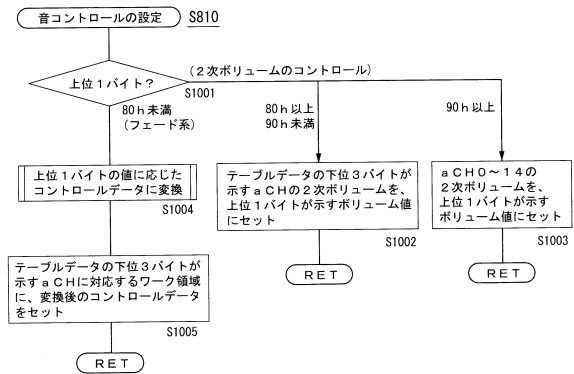 音コントロールの設定
S810
上位１バイト？
S1001
（２次ボリュームのコントロール）
８０ｈ未満
（フェード系）
８０ｈ以上
９０ｈ未満
９０ｈ以上
上位１バイトの値に応じた
コントロールデータに変換
S1004
テーブルデータの下位３バイトが
示すａＣＨの２次ボリュームを、
上位１バイトが示すボリューム値
にセット
S1002
ａＣＨ０～１４の
２次ボリュームを、
上位１バイトが示す
ボリューム値にセット
S1003
ＲＥＴ
ＲＥＴ
テーブルデータの下位３バイトが
示すａＣＨに対応するワーク領域
に、変換後のコントロールデータ
をセット
S1005
ＲＥＴ